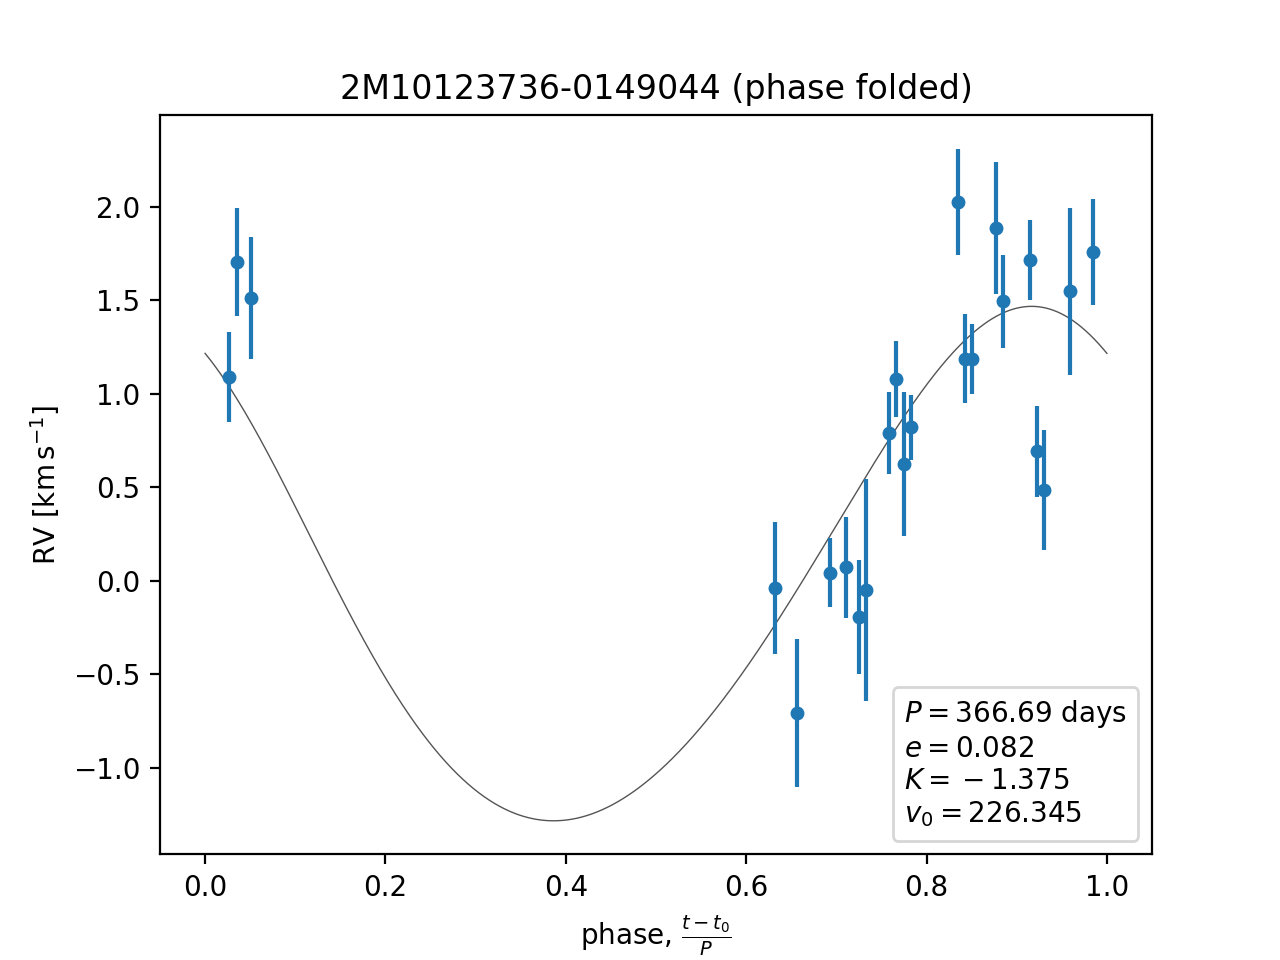 2M10123736-0149044 (phase folded)
RV [km s⁻¹]
2.0
1.5
1.0
0.5
0.0
−0.5
−1.0
P = 366.69 days
e = 0.082
K = −1.375
v₀ = 226.345
0.0 0.2 0.4 0.6 0.8 1.0
phase, (t − t₀)/P